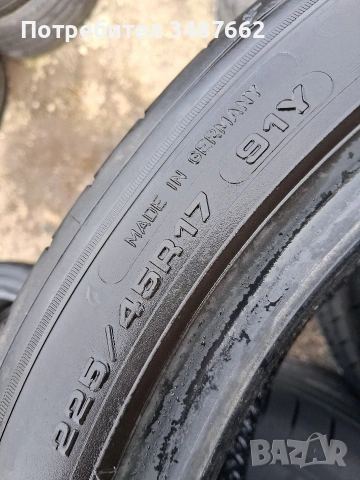 Потребител 3487662
MADE IN GERMANY
225/45R17 91Y
BAZAR